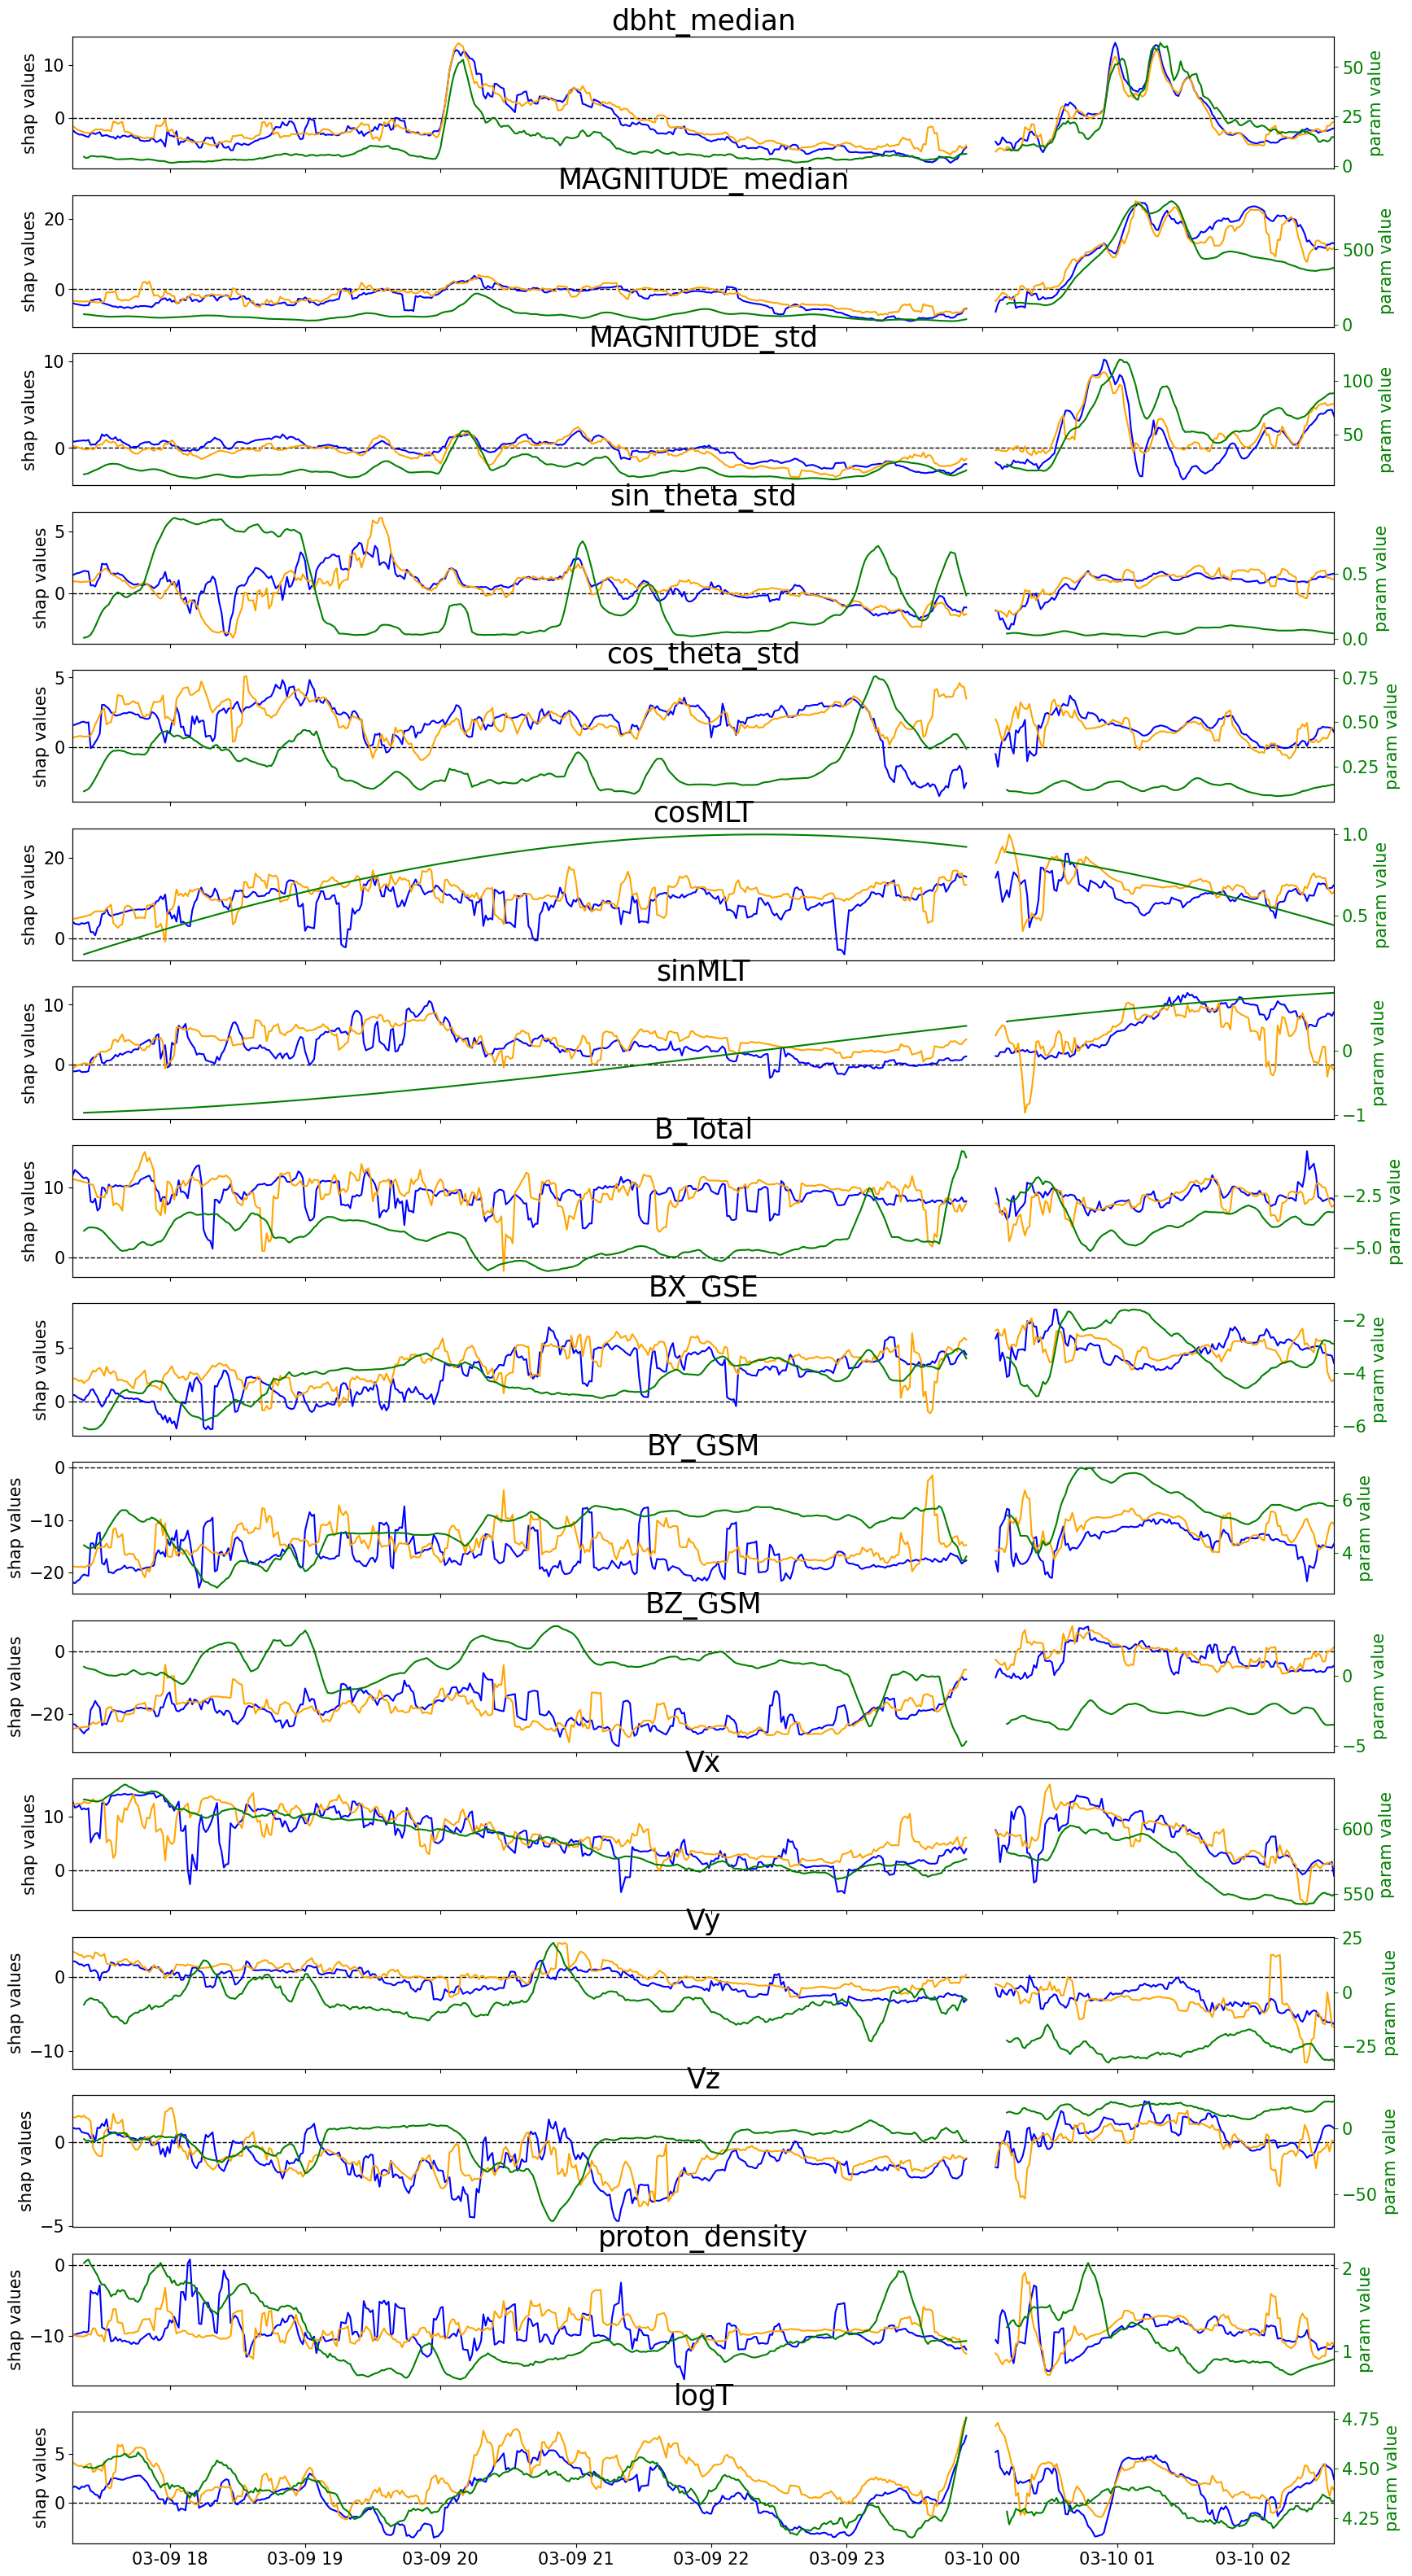 dbht_median
shap values
10
0
50
25
0
param value
MAGNITUDE_median
shap values
20
0
500
0
param value
MAGNITUDE_std
shap values
10
0
100
50
param value
sin_theta_std
shap values
5
0
0.5
0.0
param value
cos_theta_std
shap values
5
0
0.75
0.50
0.25
param value
cosMLT
shap values
20
10
0
1.0
0.5
param value
sinMLT
shap values
10
0
0
−1
param value
B_Total
shap values
10
0
−2.5
−5.0
param value
BX_GSE
shap values
5
0
−2
−4
−6
param value
BY_GSM
shap values
0
−10
−20
6
4
param value
BZ_GSM
shap values
0
−20
0
−5
param value
Vx
shap values
10
0
600
550
param value
Vy
shap values
0
−10
25
0
−25
param value
Vz
shap values
0
−5
0
−50
param value
proton_density
shap values
0
−10
2
1
param value
logT
shap values
5
0
4.75
4.50
4.25
param value
03-09 18 03-09 19 03-09 20 03-09 21 03-09 22 03-09 23 03-10 00 03-10 01 03-10 02